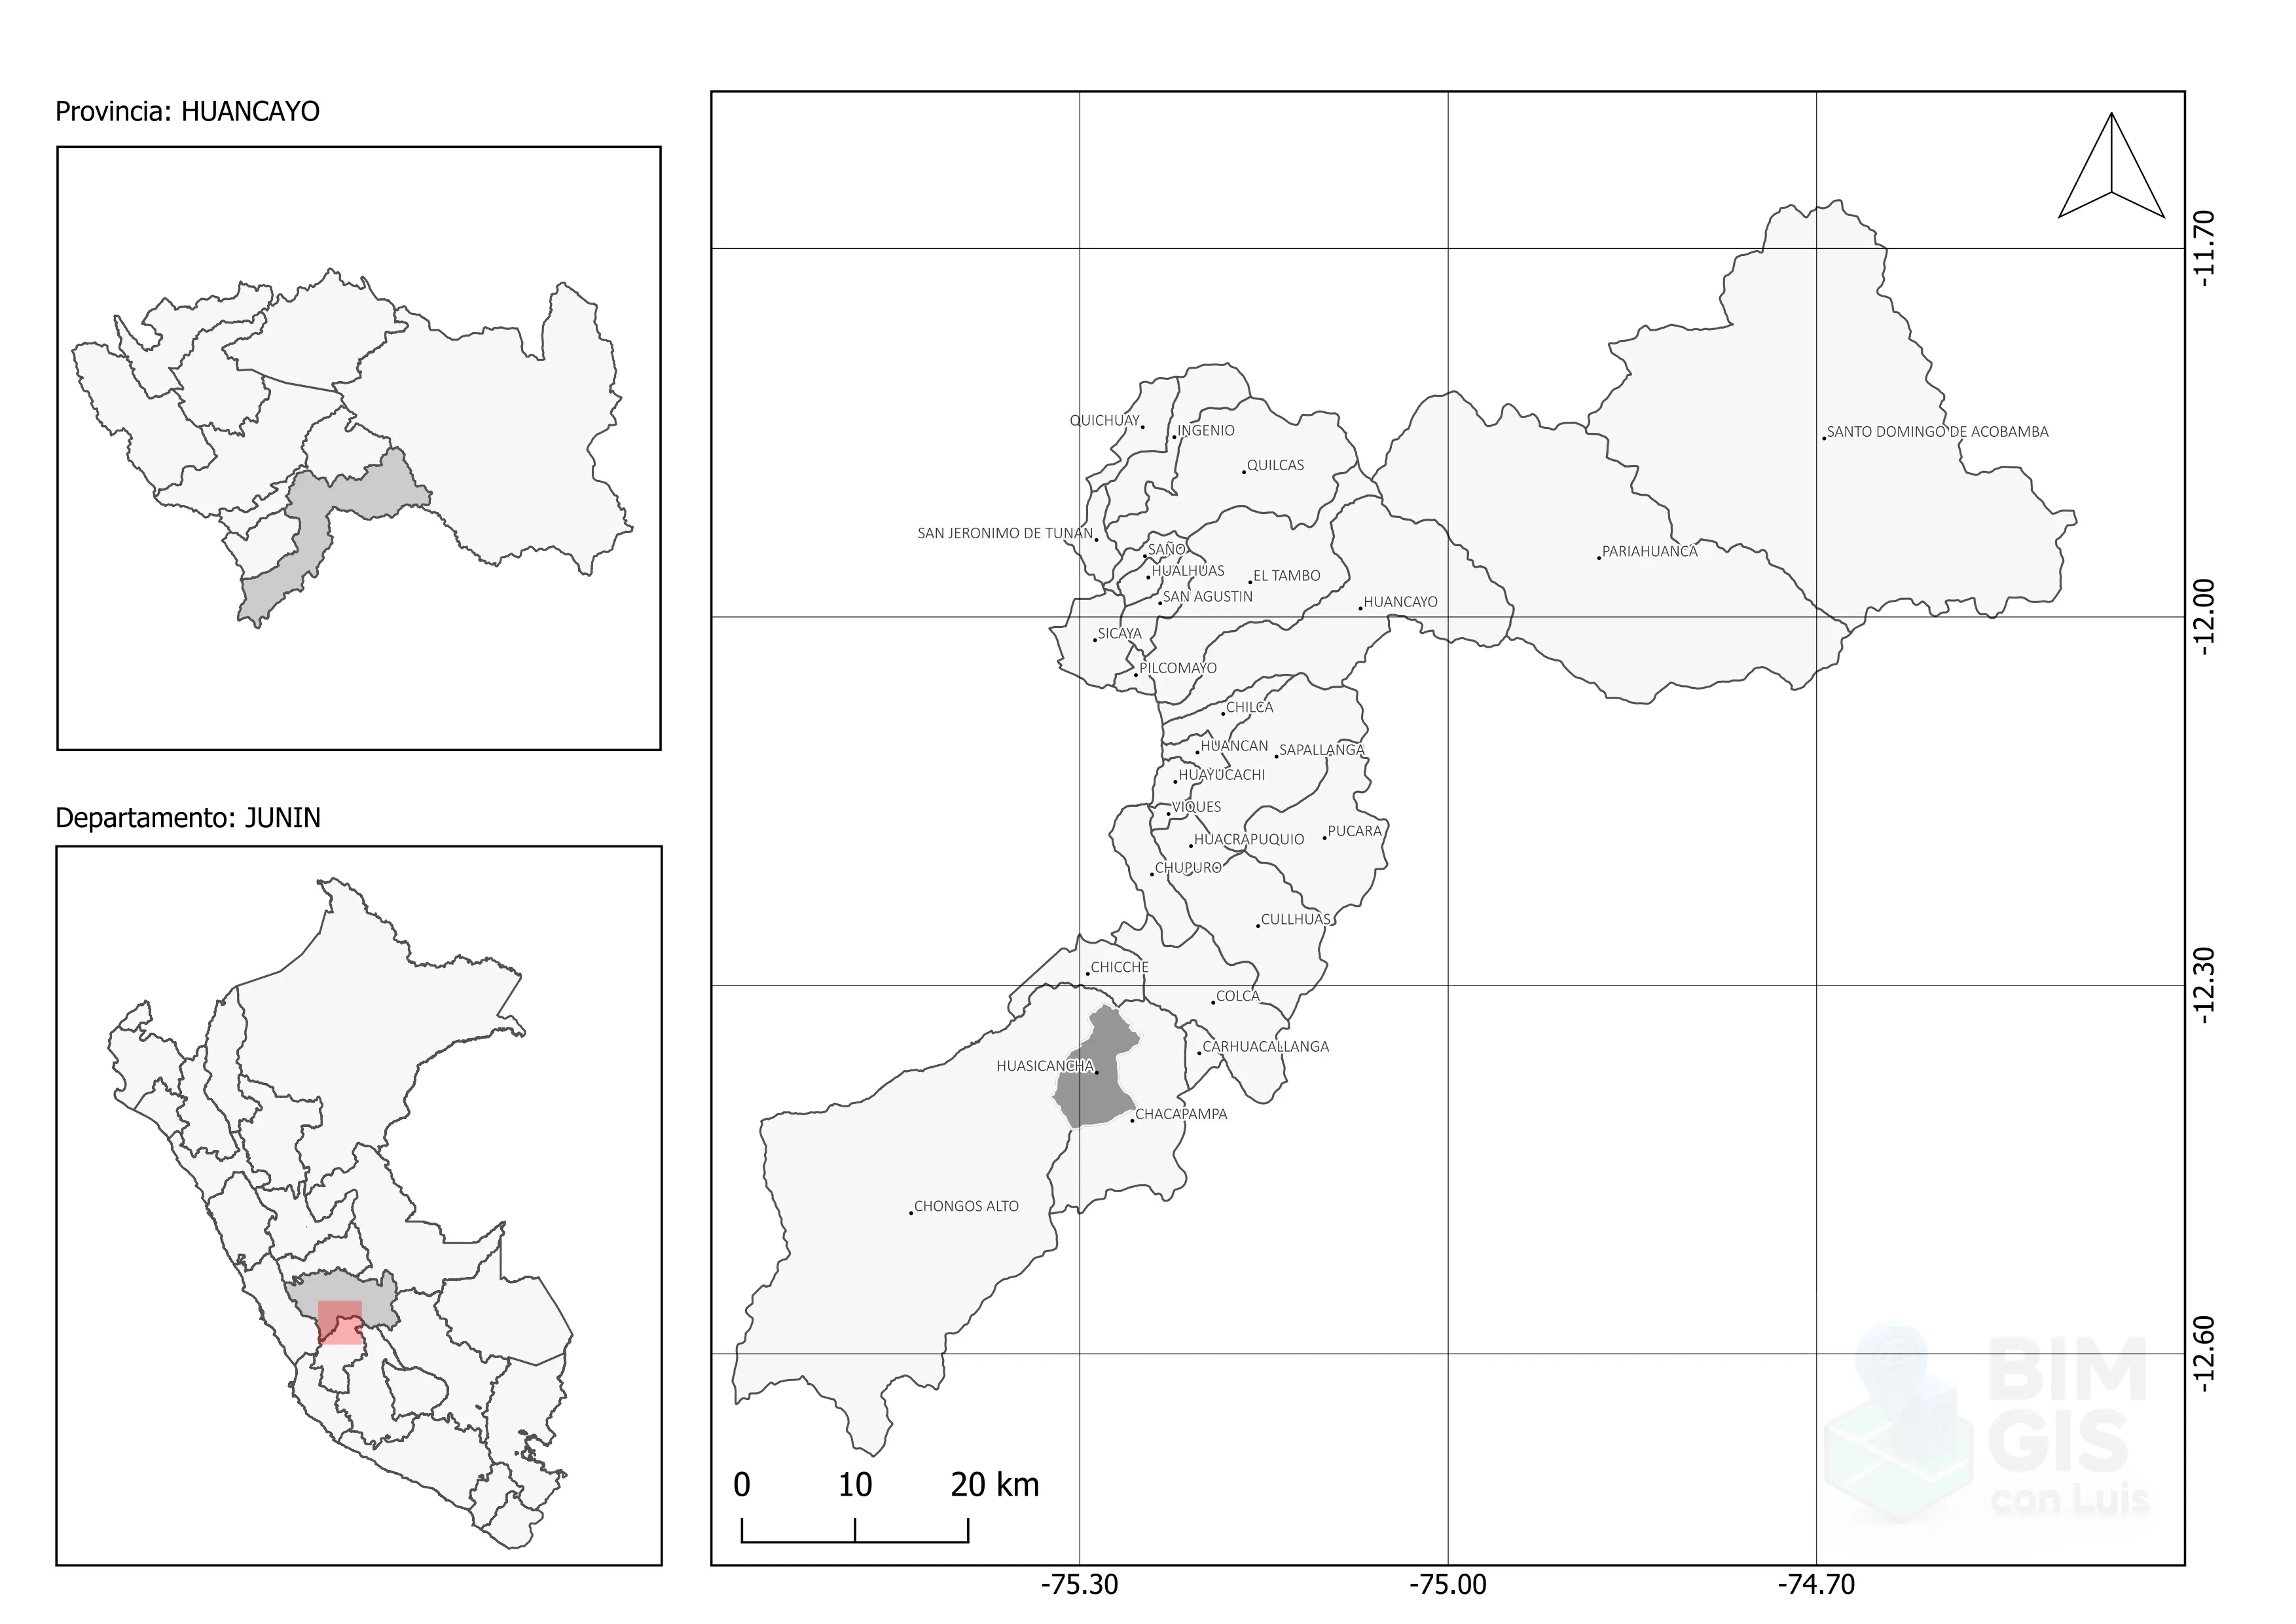 Provincia: HUANCAYO
Departamento: JUNIN
QUICHUAY
INGENIO
SANTO DOMINGO DE ACOBAMBA
QUILCAS
SAN JERONIMO DE TUNAN
SAÑO
PARIAHUANCA
HUALHUAS
EL TAMBO
SAN AGUSTIN
HUANCAYO
SICAYA
PILCOMAYO
CHILCA
HUANCAN
SAPALLANGA
HUAYUCACHI
VIQUES
PUCARA
HUACRAPUQUIO
CHUPURO
CULLHUAS
CHICCHE
COLCA
CARHUACALLANGA
HUASICANCHA
CHACAPAMPA
CHONGOS ALTO
0 10 20 km
-11.70
-12.00
-12.30
-12.60
-75.30 -75.00 -74.70
BIM
GIS
con Luis